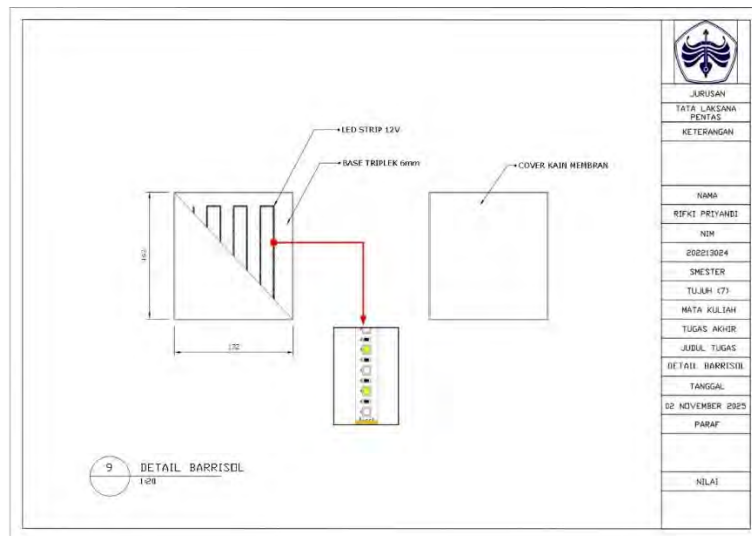 LED STRIP 12V
BASE TRIPLEK 6mm
COVER KAIN MEMBRAN
9
DETAIL BARRISOL
1:20
JURUSAN
TATA LAKSANA
PENTAS
KETERANGAN
NAMA
RIFKI PRIYANDI
NIM
202213024
SMESTER
TUJUH (7)
MATA KULIAH
TUGAS AKHIR
JUDUL TUGAS
DETAIL BARRISOL
TANGGAL
02 NOVEMBER 2025
PARAF
NILAI